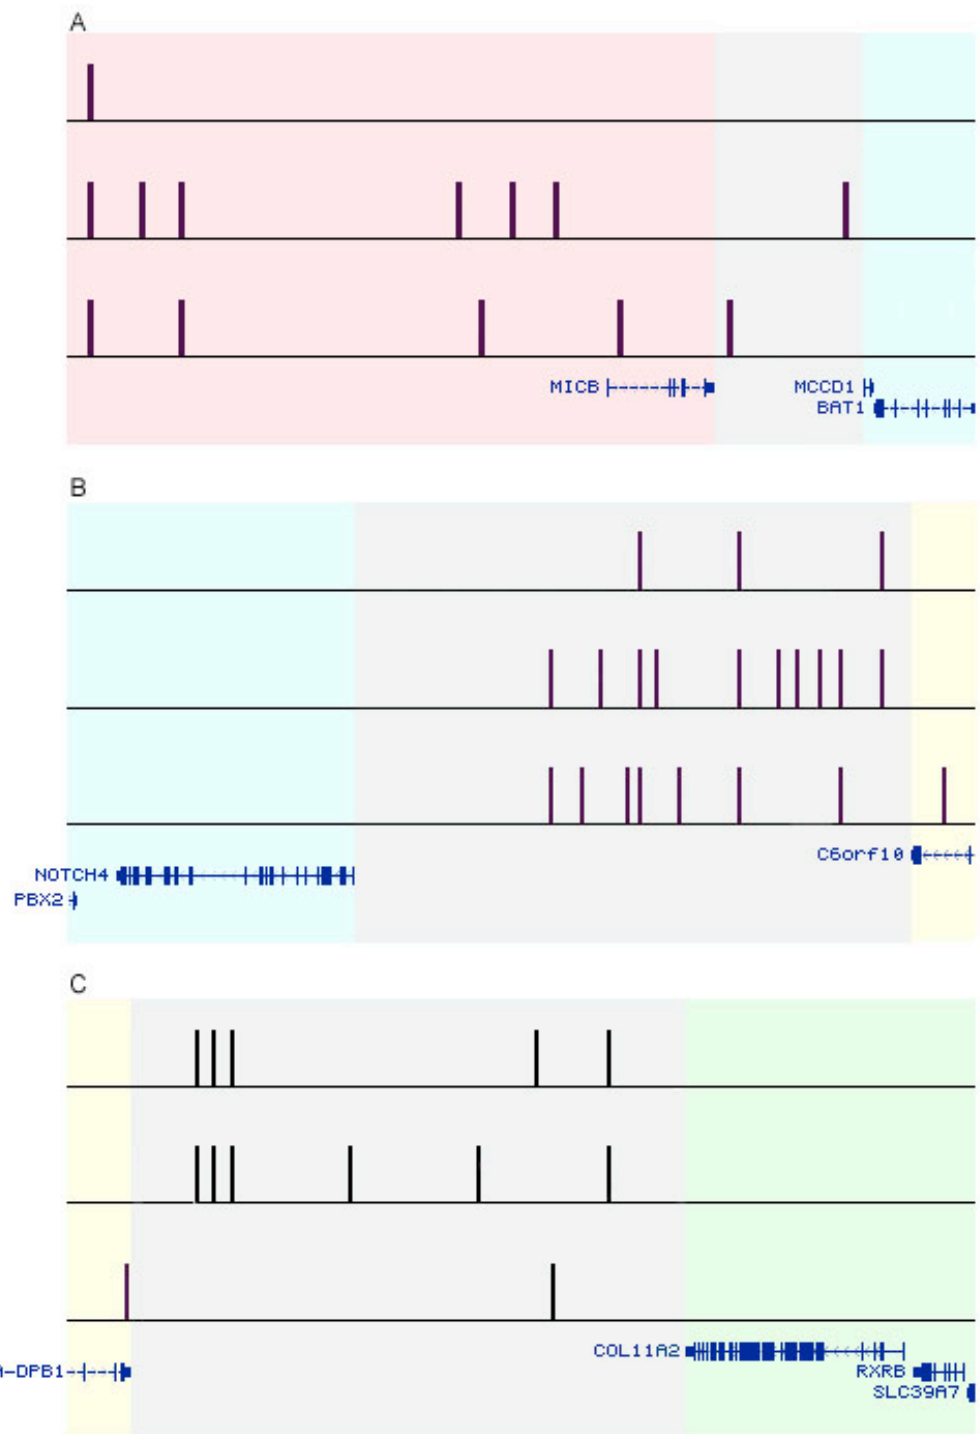 A
MICB
MCCD1
BAT1
B
C6orf10
NOTCH4
PBX2
C
COL11A2
A-DPB1
RXRB
SLC39A7